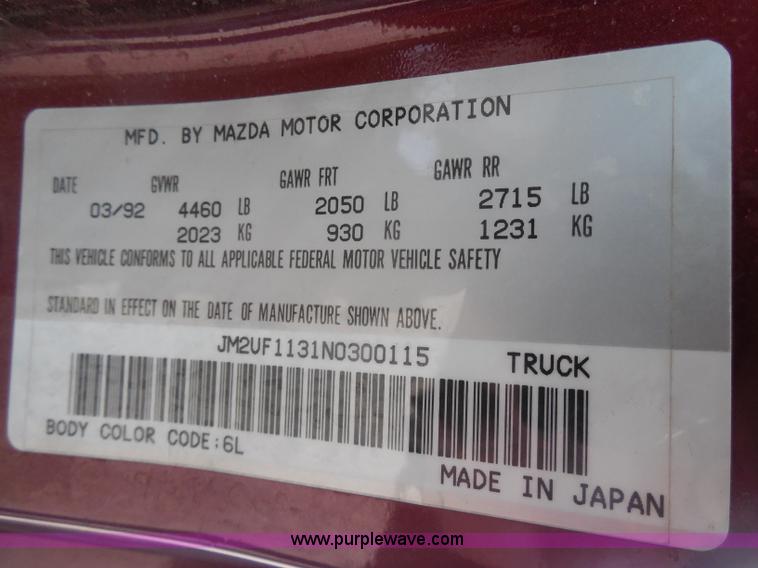 MFD. BY MAZDA MOTOR CORPORATION
DATE GVWR GAWR FRT GAWR RR
03/92 4460 LB 2050 LB 2715 LB
2023 KG 930 KG 1231 KG
THIS VEHICLE CONFORMS TO ALL APPLICABLE FEDERAL MOTOR VEHICLE SAFETY
STANDARD IN EFFECT ON THE DATE OF MANUFACTURE SHOWN ABOVE.
JM2UF1131N0300115 TRUCK
BODY COLOR CODE:6L
MADE IN JAPAN
www.purplewave.com